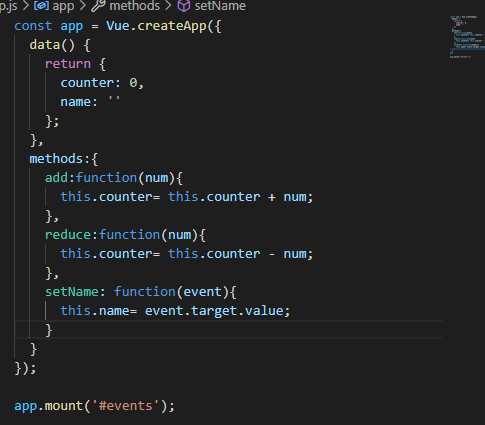 p.js > app > methods > setName
const app = Vue.createApp({
  data() {
    return {
      counter: 0,
      name: ''
    };
  },
  methods:{
    add:function(num){
      this.counter= this.counter + num;
    },
    reduce:function(num){
      this.counter= this.counter - num;
    },
    setName: function(event){
      this.name= event.target.value;
    }
  }
});

app.mount('#events');